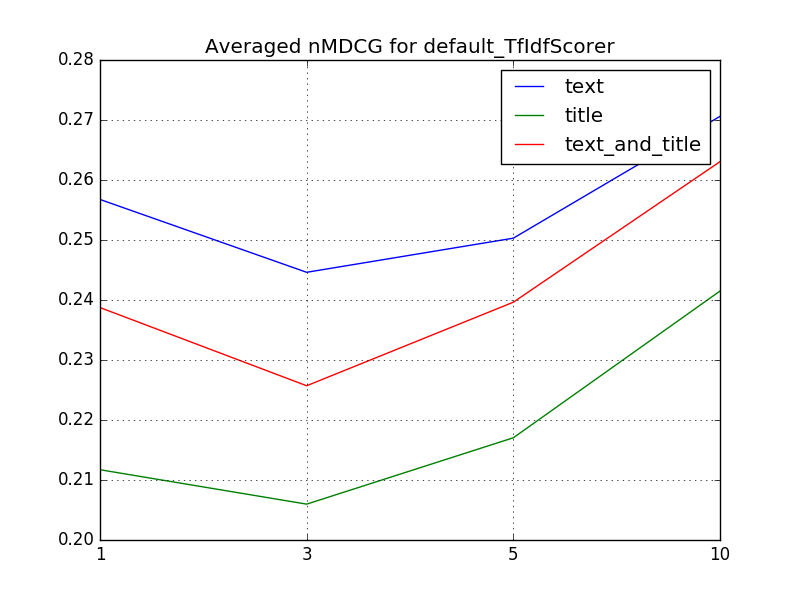 Averaged nMDCG for default_TfIdfScorer
text
title
text_and_title
0.28
0.27
0.26
0.25
0.24
0.23
0.22
0.21
0.20
1 3 5 10